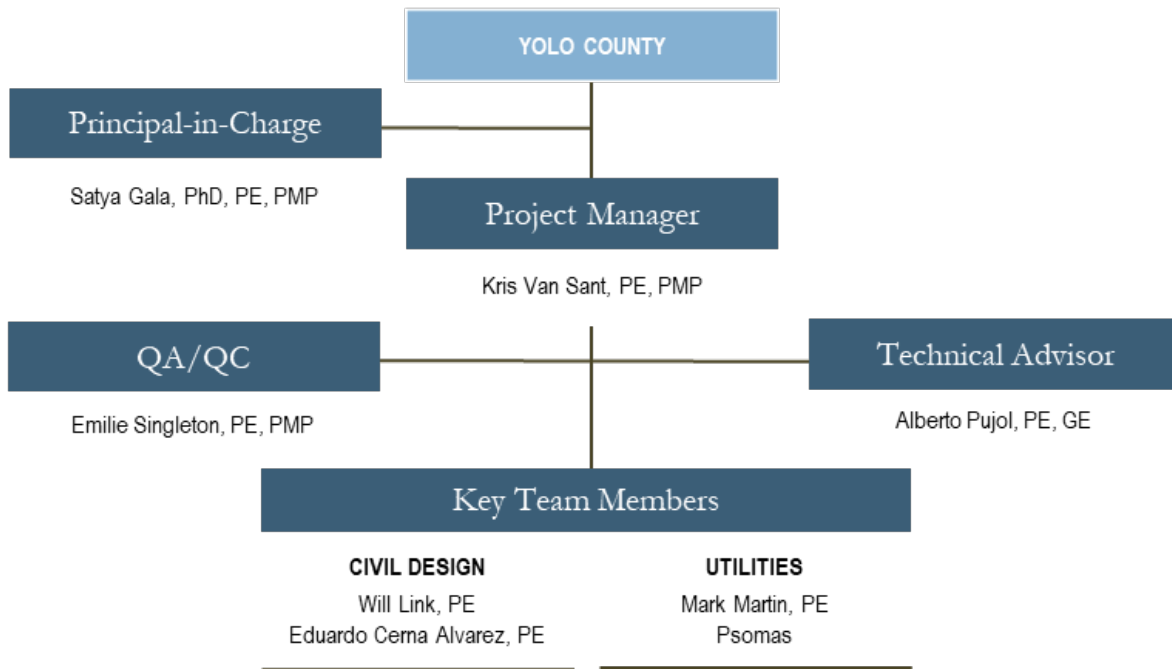 YOLO COUNTY
Principal-in-Charge
Satya Gala, PhD, PE, PMP
Project Manager
Kris Van Sant, PE, PMP
QA/QC
Emilie Singleton, PE, PMP
Technical Advisor
Alberto Pujol, PE, GE
Key Team Members
CIVIL DESIGN
Will Link, PE
Eduardo Cerna Alvarez, PE
UTILITIES
Mark Martin, PE
Psomas